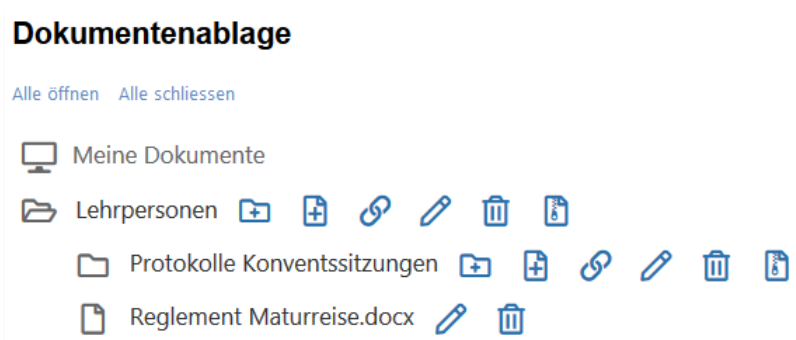 Dokumentenablage
Alle öffnen Alle schliessen
Meine Dokumente
Lehrpersonen
Protokolle Konventssitzungen
Reglement Maturreise.docx